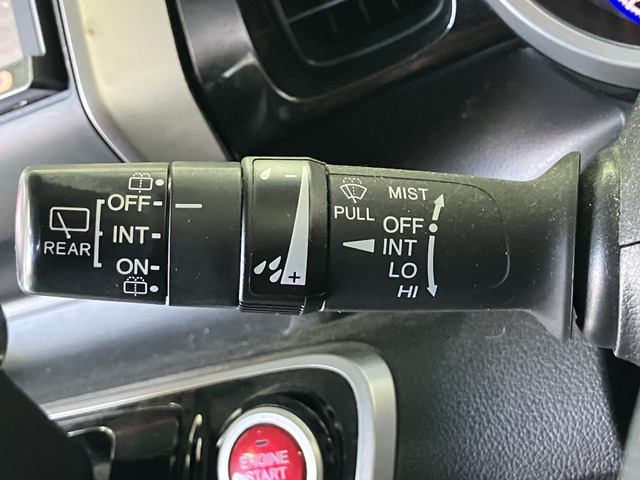 OFF
INT
ON
REAR
-
+
PULL
MIST
OFF
INT
LO
HI
ENGINE
START